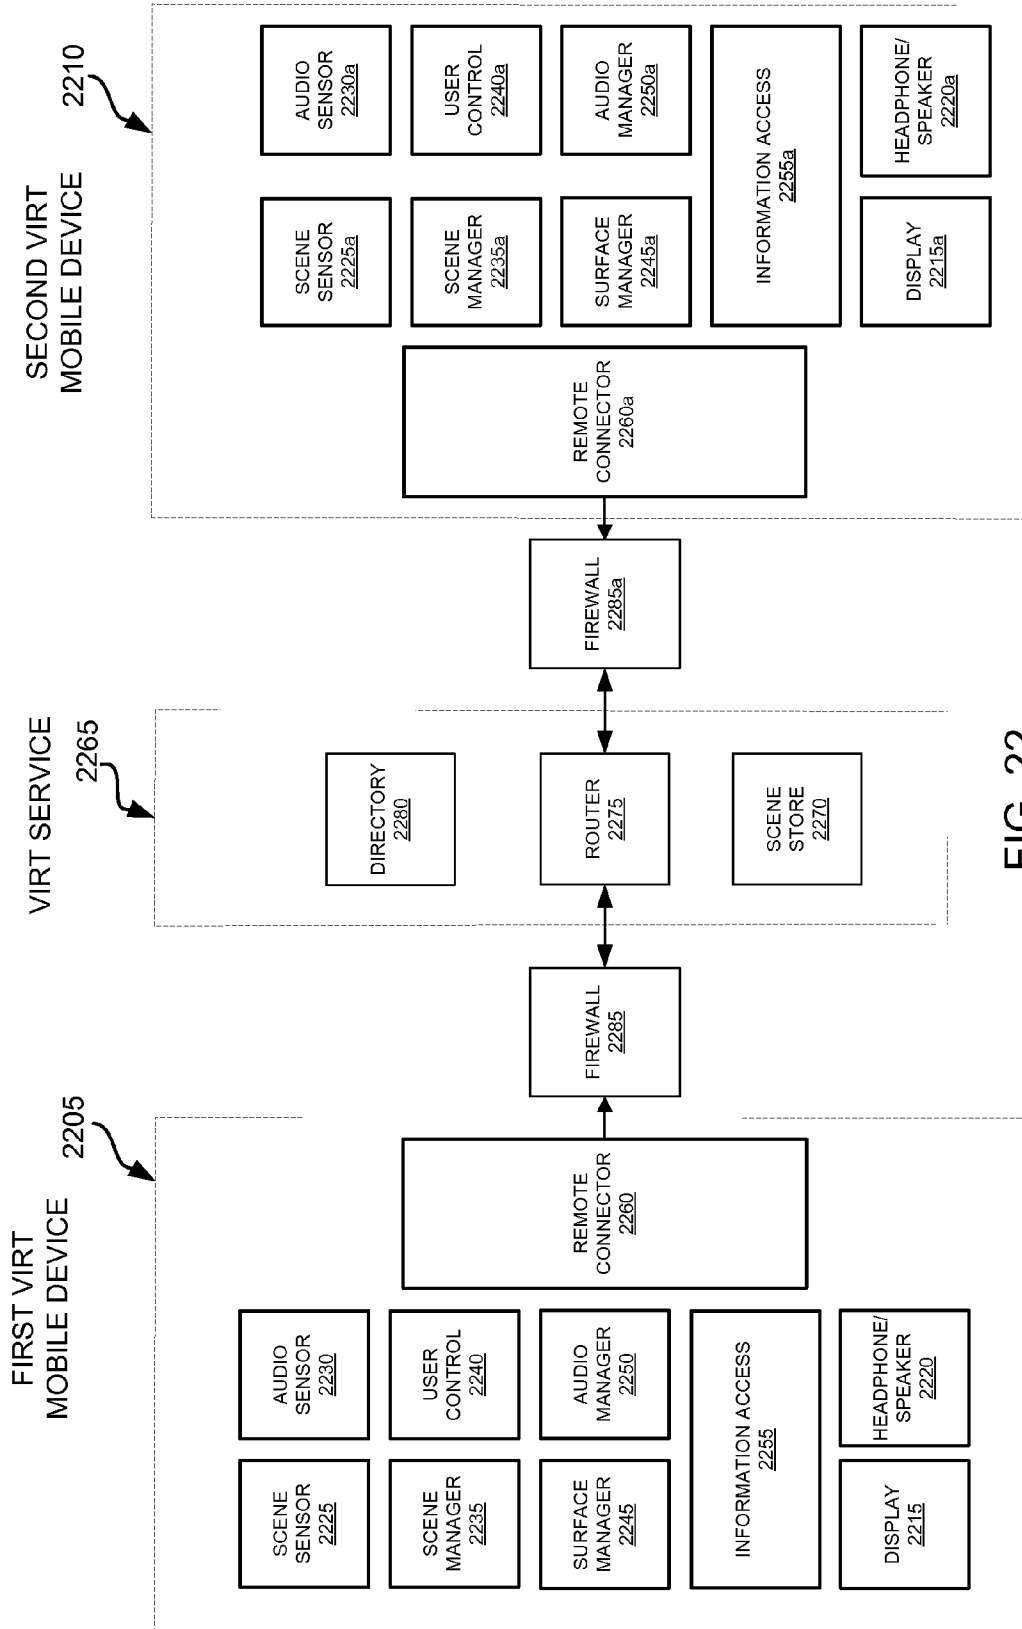 FIRST VIRT
MOBILE DEVICE
2205
SCENE
SENSOR
2225
AUDIO
SENSOR
2230
SCENE
MANAGER
2235
USER
CONTROL
2240
SURFACE
MANAGER
2245
AUDIO
MANAGER
2250
INFORMATION ACCESS
2255
DISPLAY
2215
HEADPHONE/
SPEAKER
2220
REMOTE
CONNECTOR
2260
FIREWALL
2285
VIRT SERVICE
2265
DIRECTORY
2280
ROUTER
2275
SCENE
STORE
2270
FIREWALL
2285a
SECOND VIRT
MOBILE DEVICE
2210
REMOTE
CONNECTOR
2260a
SCENE
SENSOR
2225a
AUDIO
SENSOR
2230a
SCENE
MANAGER
2235a
USER
CONTROL
2240a
SURFACE
MANAGER
2245a
AUDIO
MANAGER
2250a
INFORMATION ACCESS
2255a
DISPLAY
2215a
HEADPHONE/
SPEAKER
2220a
FIG. 22